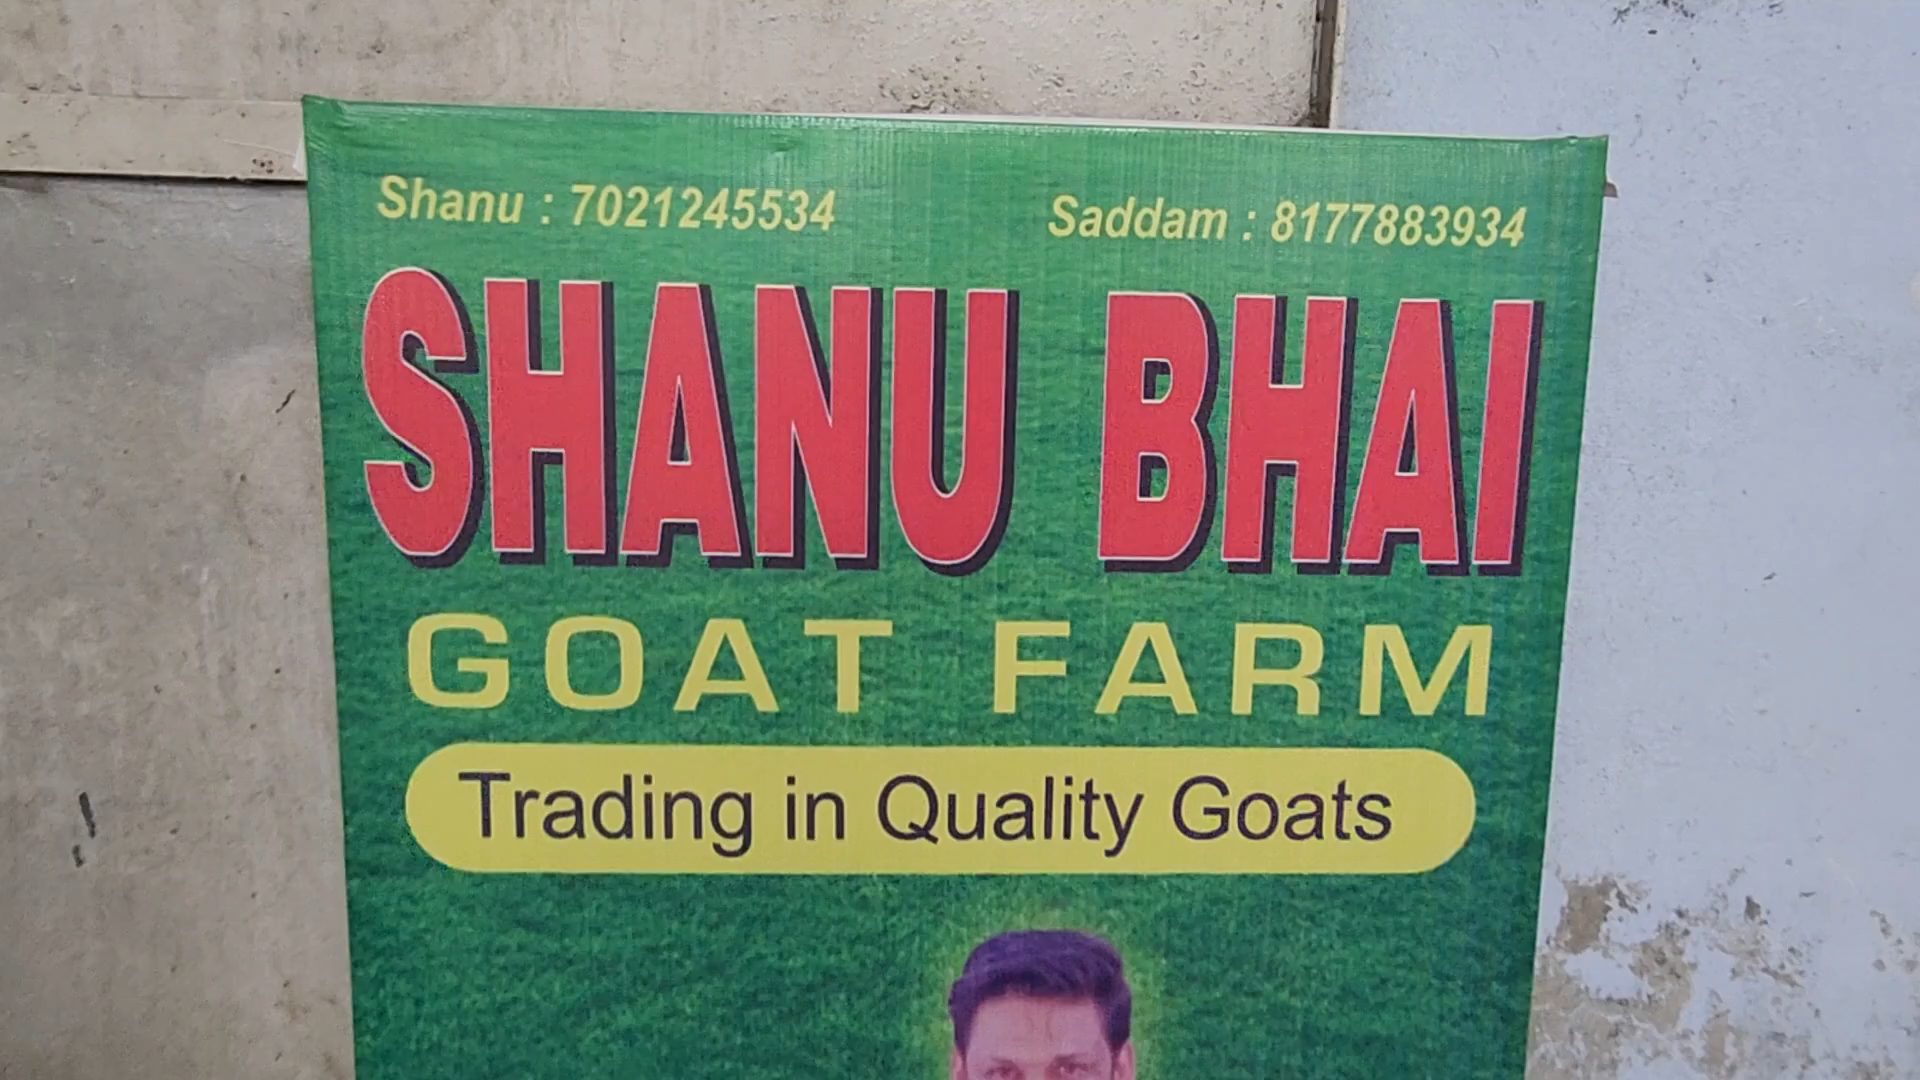 Shanu : 7021245534 Saddam : 8177883934
SHANU BHAI
GOAT FARM
Trading in Quality Goats